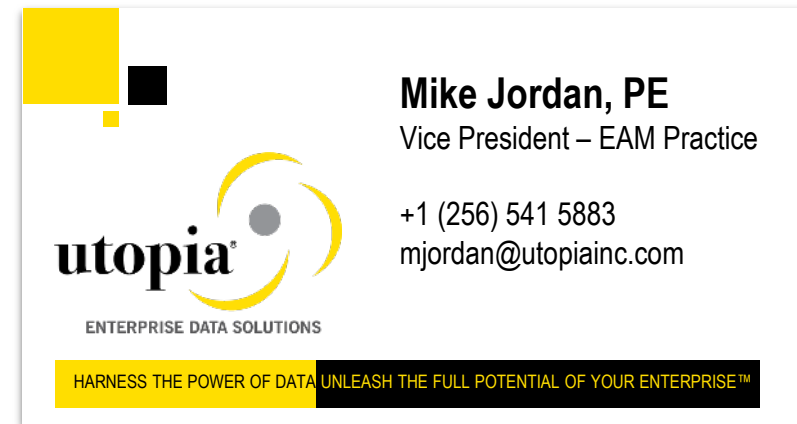 Mike Jordan, PE
Vice President – EAM Practice
+1 (256) 541 5883
mjordan@utopiainc.com
utopia®
ENTERPRISE DATA SOLUTIONS
HARNESS THE POWER OF DATA UNLEASH THE FULL POTENTIAL OF YOUR ENTERPRISE™